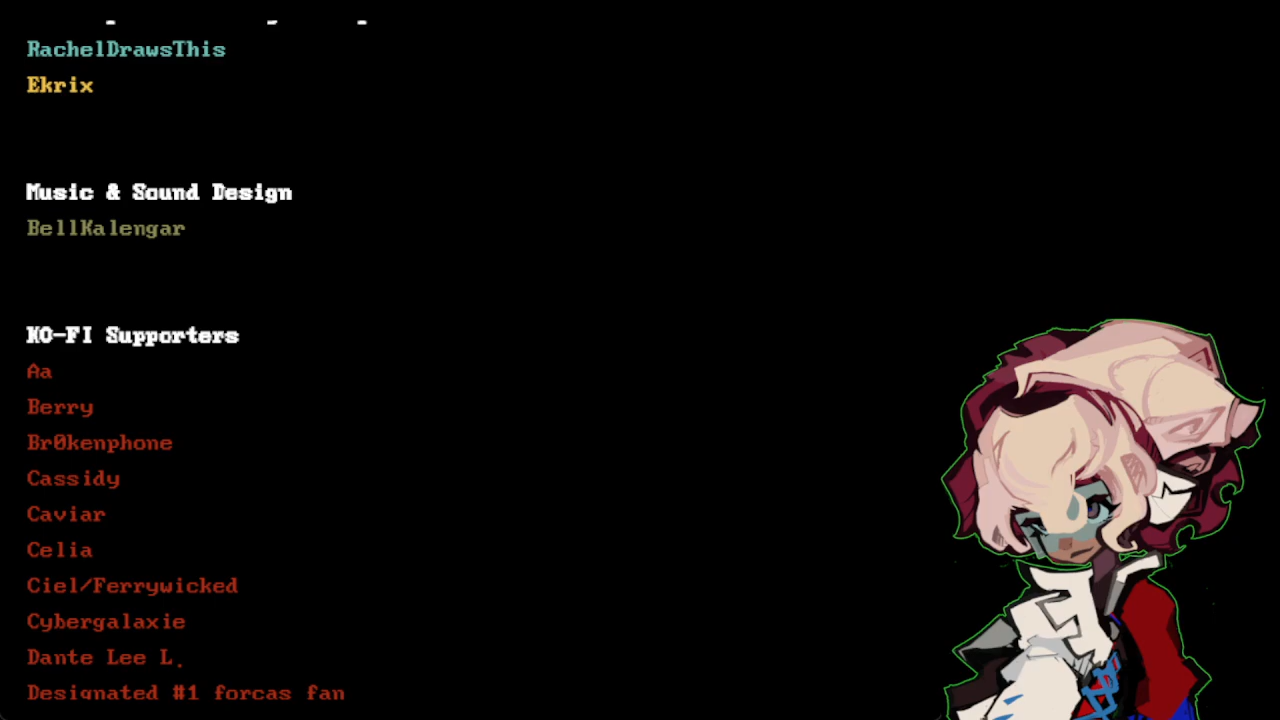 RachelDrawsThis
Ekrix
Music & Sound Design
BellKalengar
KO-FI Supporters
Aa
Berry
Br0kenphone
Cassidy
Caviar
Celia
Ciel/Ferrywicked
Cybergalaxie
Dante Lee L.
Designated #1 forcas fan